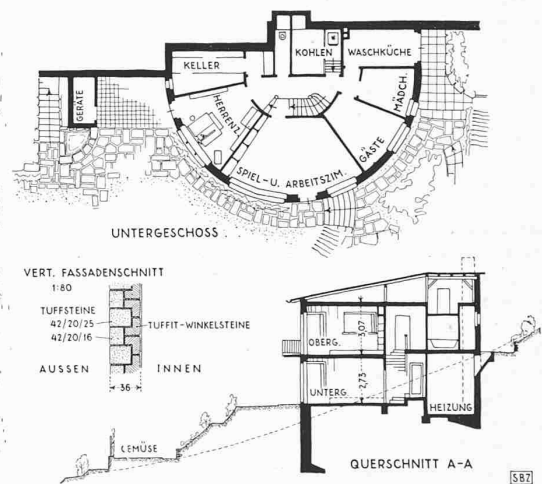 KOHLEN
WASCHKÜCHE
KELLER
GERÄTE
HERRENZ.
MÄDCH.
GÄSTE
SPIEL-U. ARBEITSZIM.
UNTERGESCHOSS
VERT. FASSADENSCHNITT
1:80
TUFFSTEINE
42/20/25
42/20/16
TUFFIT-WINKELSTEINE
AUSSEN
INNEN
36
OBERG.
3,07
UNTERG.
2,73
HEIZUNG
GEMÜSE
QUERSCHNITT A-A
SBZ